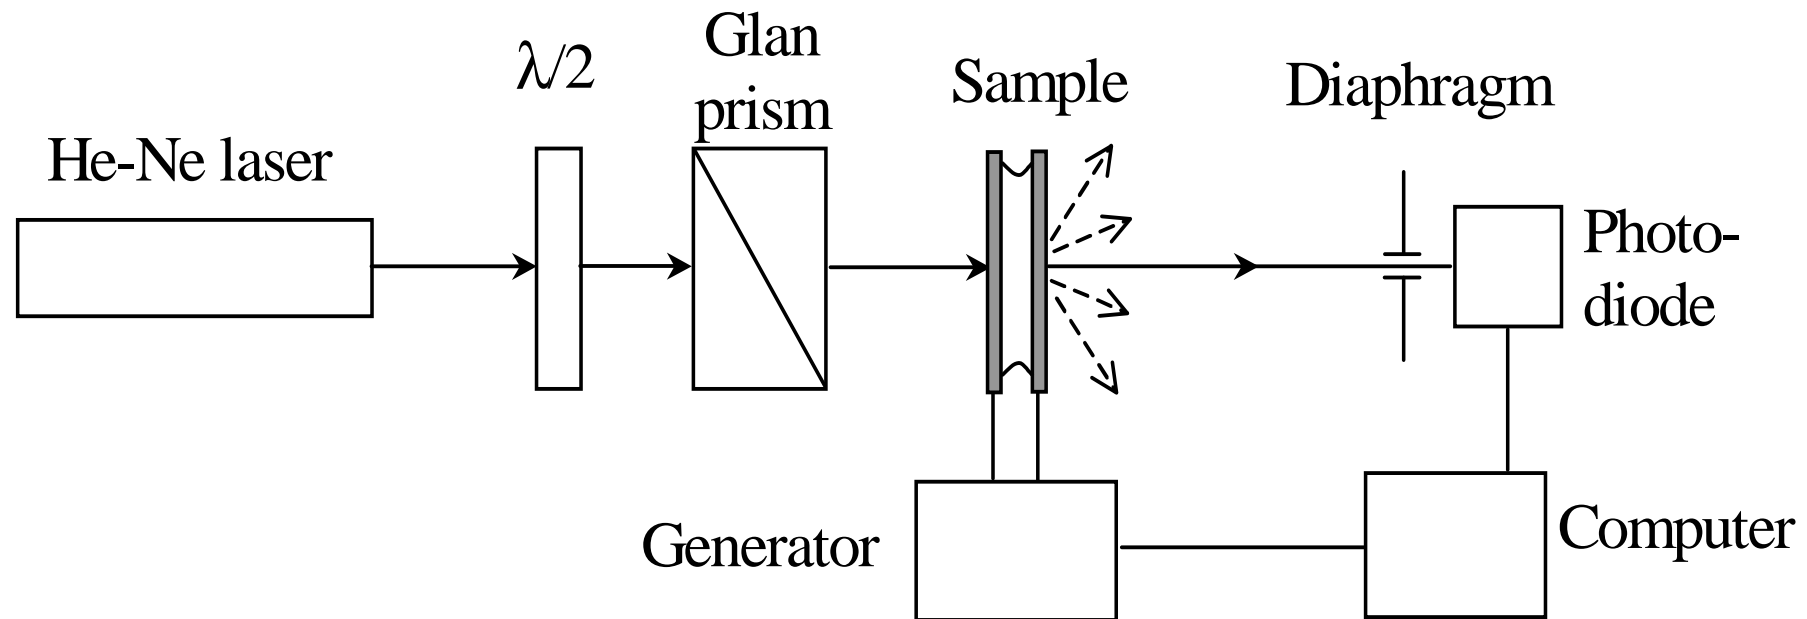 He-Ne laser
λ/2
Glan
prism
Sample
Diaphragm
Photo-
diode
Generator
Computer